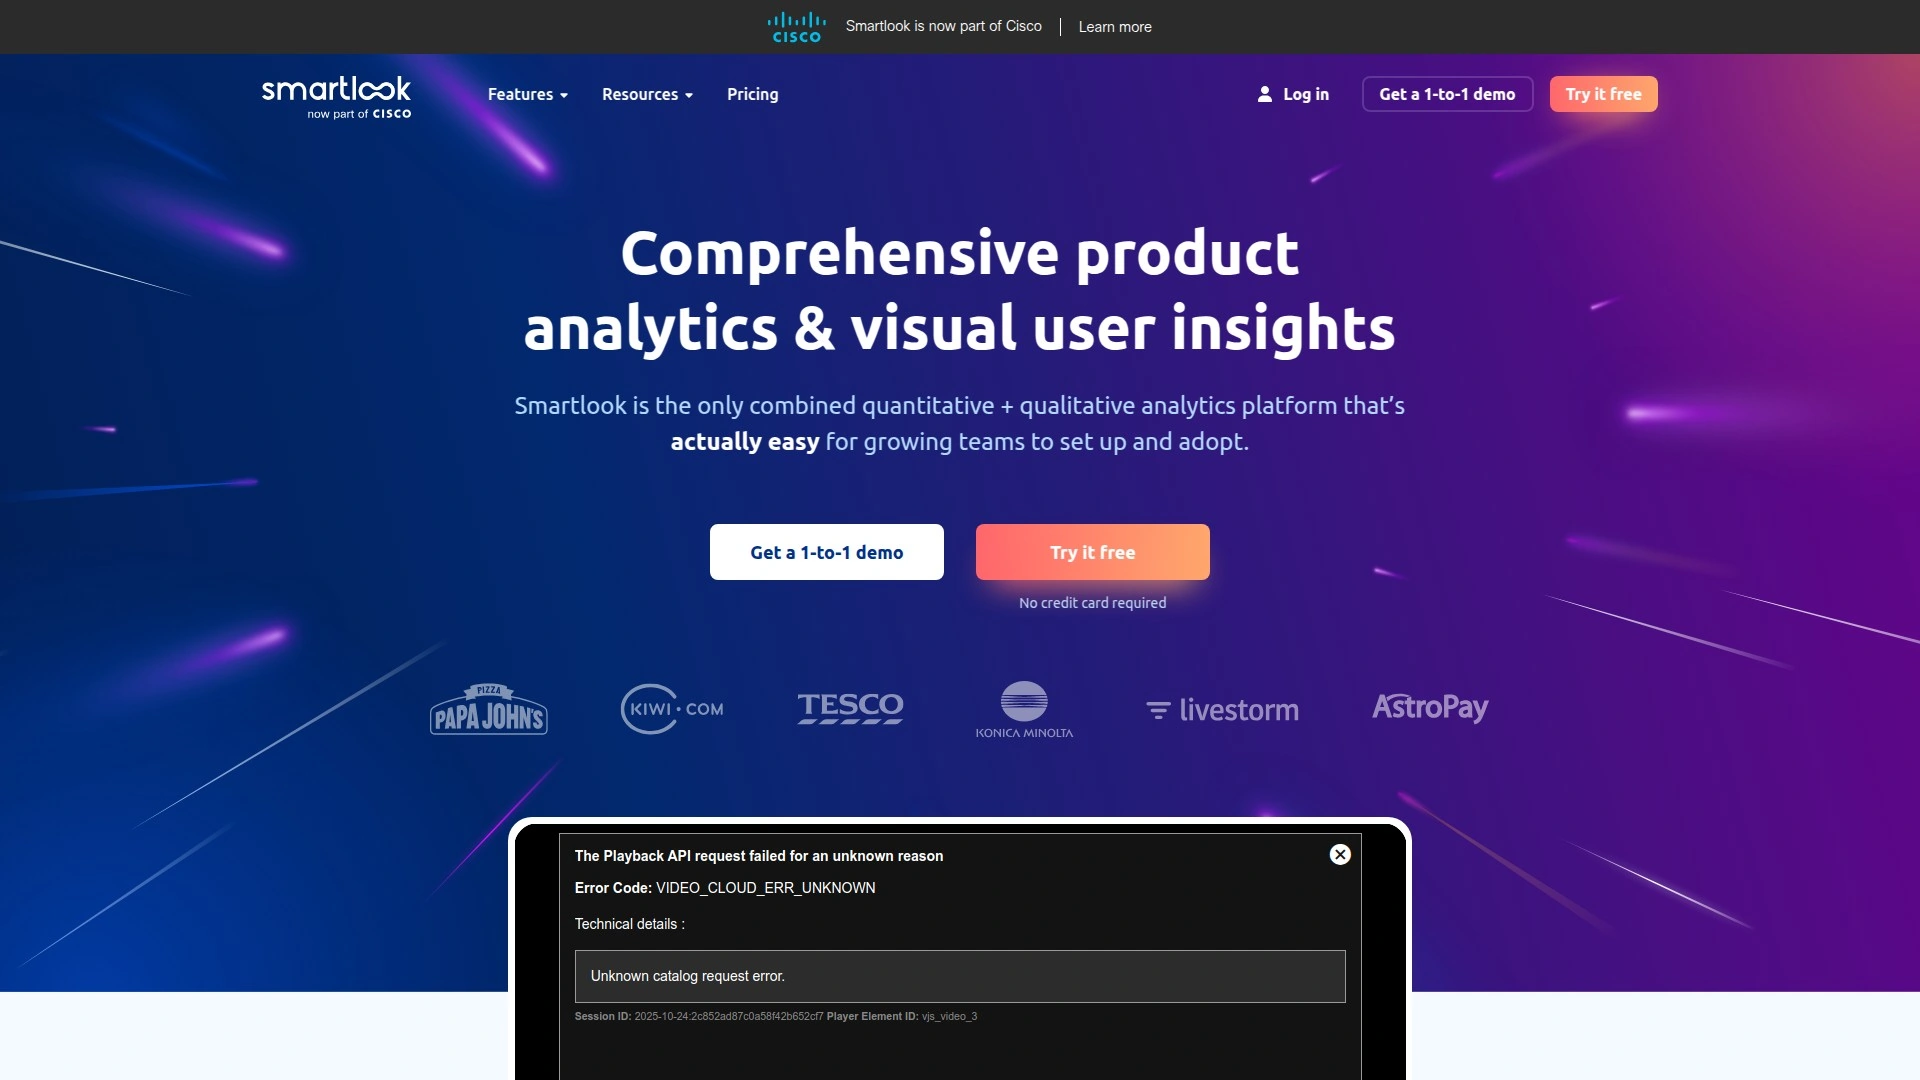 CISCO
Smartlook is now part of Cisco
Learn more
smartlook
now part of CISCO
Features
Resources
Pricing
Log in
Get a 1-to-1 demo
Try it free
Comprehensive product
analytics & visual user insights
Smartlook is the only combined quantitative + qualitative analytics platform that’s
actually easy for growing teams to set up and adopt.
Get a 1-to-1 demo
Try it free
No credit card required
PIZZA
PAPA JOHN'S
KIWI.COM
TESCO
KONICA MINOLTA
livestorm
AstroPay
The Playback API request failed for an unknown reason
Error Code: VIDEO_CLOUD_ERR_UNKNOWN
Technical details :
Unknown catalog request error.
Session ID: 2025-10-24:2c852ad87c0a58f42b652cf7 Player Element ID: vjs_video_3